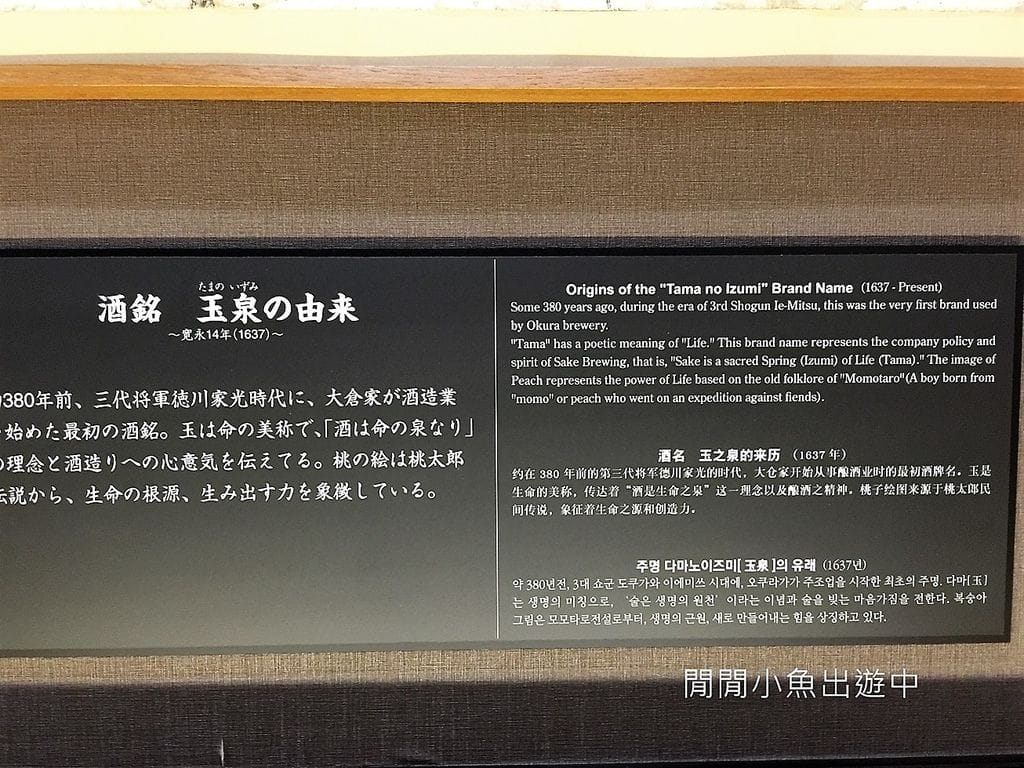 たまの いずみ
酒銘 玉泉の由来
~寛永14年(1637)~
380年前、三代将軍徳川家光時代に、大倉家が酒造業
始めた最初の酒銘。玉は命の美称で、「酒は命の泉なり」
の理念と酒造りへの心意気を伝えてる。桃の絵は桃太郎
伝説から、生命の根源、生み出す力を象徴している。
Origins of the "Tama no Izumi" Brand Name (1637 - Present)
Some 380 years ago, during the era of 3rd Shogun Ie-Mitsu, this was the very first brand used
by Okura brewery.
"Tama" has a poetic meaning of "Life." This brand name represents the company policy and
spirit of Sake Brewing, that is, "Sake is a sacred Spring (Izumi) of Life (Tama)." The image of
Peach represents the power of Life based on the old folklore of "Momotaro"(A boy born from
"momo" or peach who went on an expedition against fiends).
酒名 玉之泉的来历 (1637 年)
约在 380 年前的第三代将军德川家光的时代，大仓家开始从事酿酒业时的最初酒牌名。玉是
生命的美称，传达着“酒是生命之泉”这一理念以及酿酒之精神。桃子绘图来源于桃太郎民
间传说，象征着生命之源和创造力。
주명 다마노이즈미[玉泉]의 유래 (1637년)
약 380년전, 3대 쇼군 도쿠가와 이에미쓰 시대에, 오쿠라가가 주조업을 시작한 최초의 주명. 다마[玉]
는 생명의 미칭으로, ‘술은 생명의 원천’이라는 이념과 술을 빚는 마음가짐을 전한다. 복숭아
그림은 모모타로전설로부터, 생명의 근원, 새로 만들어내는 힘을 상징하고 있다.
閒閒小魚出遊中